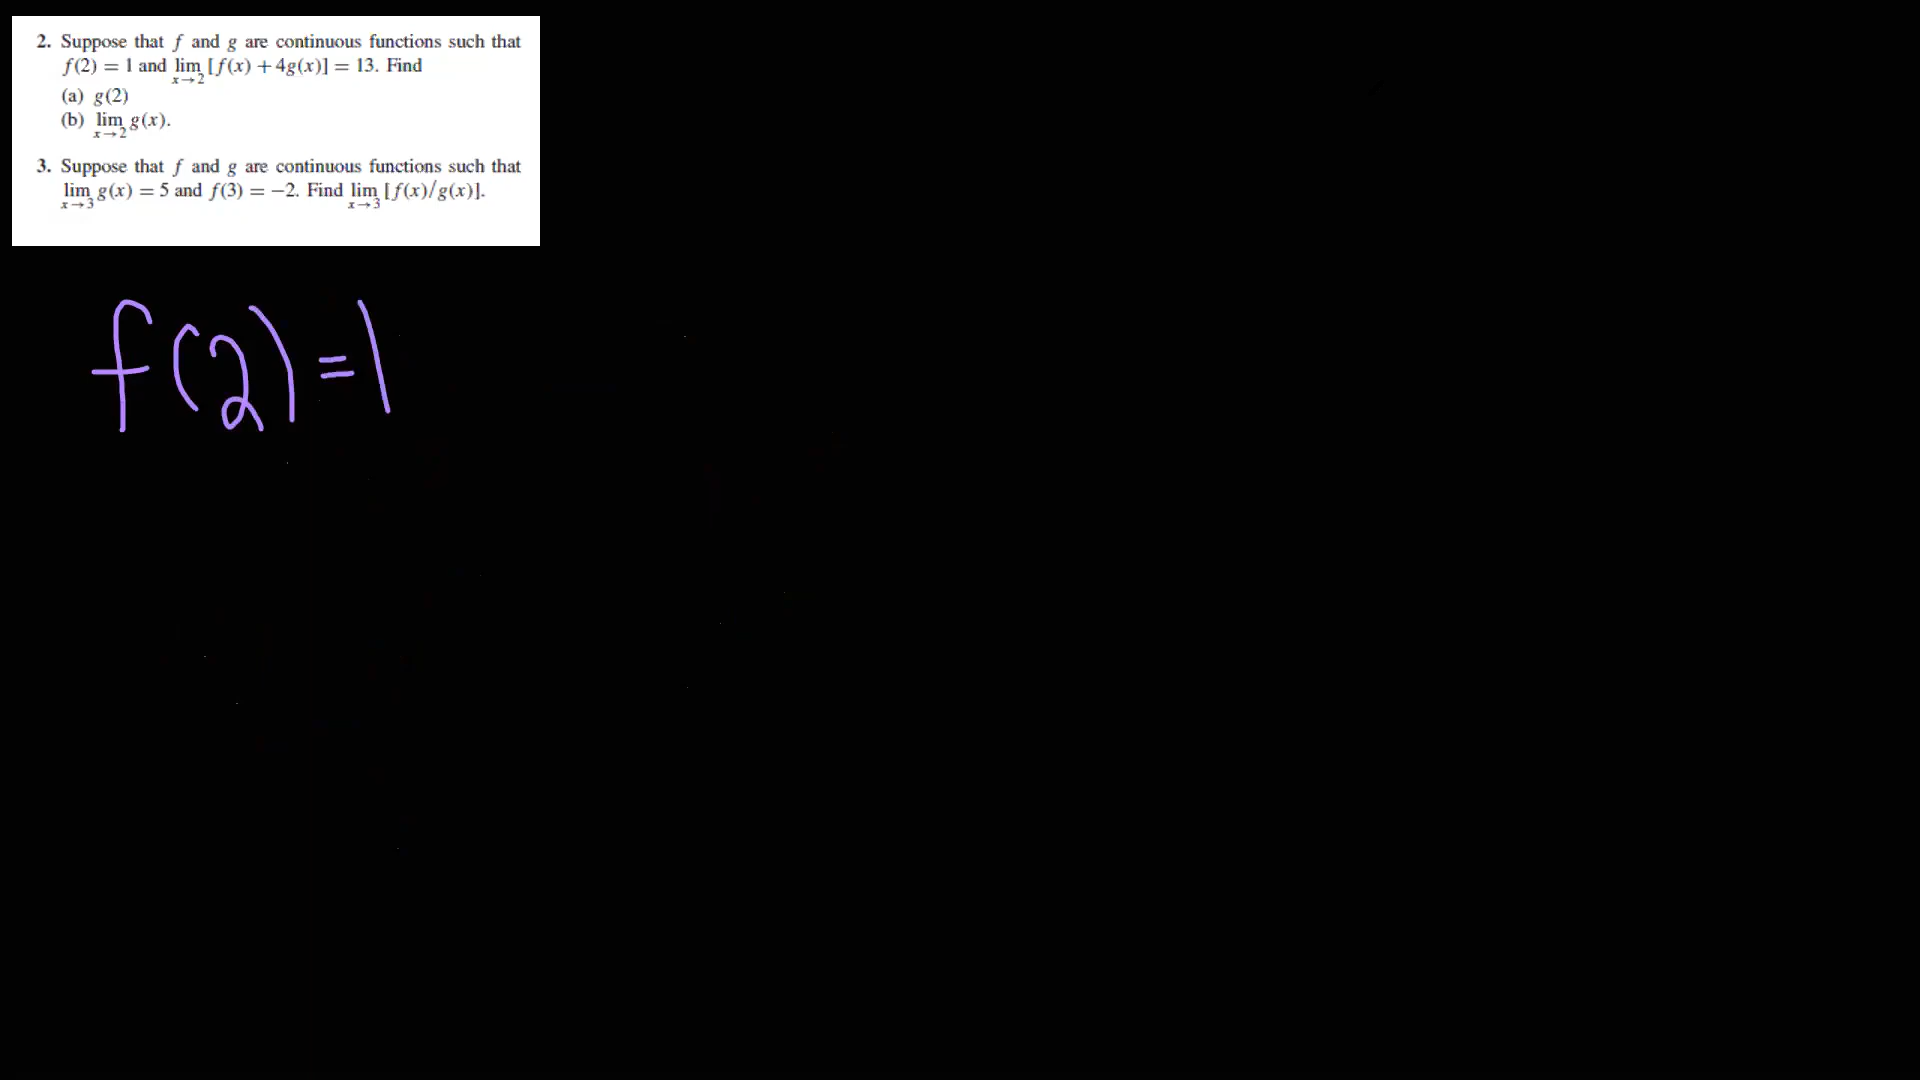 2. Suppose that f and g are continuous functions such that
f(2) = 1 and lim x→2 [f(x) + 4g(x)] = 13. Find
(a) g(2)
(b) lim x→2 g(x).
3. Suppose that f and g are continuous functions such that
lim x→3 g(x) = 5 and f(3) = −2. Find lim x→3 [f(x)/g(x)].
f(2)=1